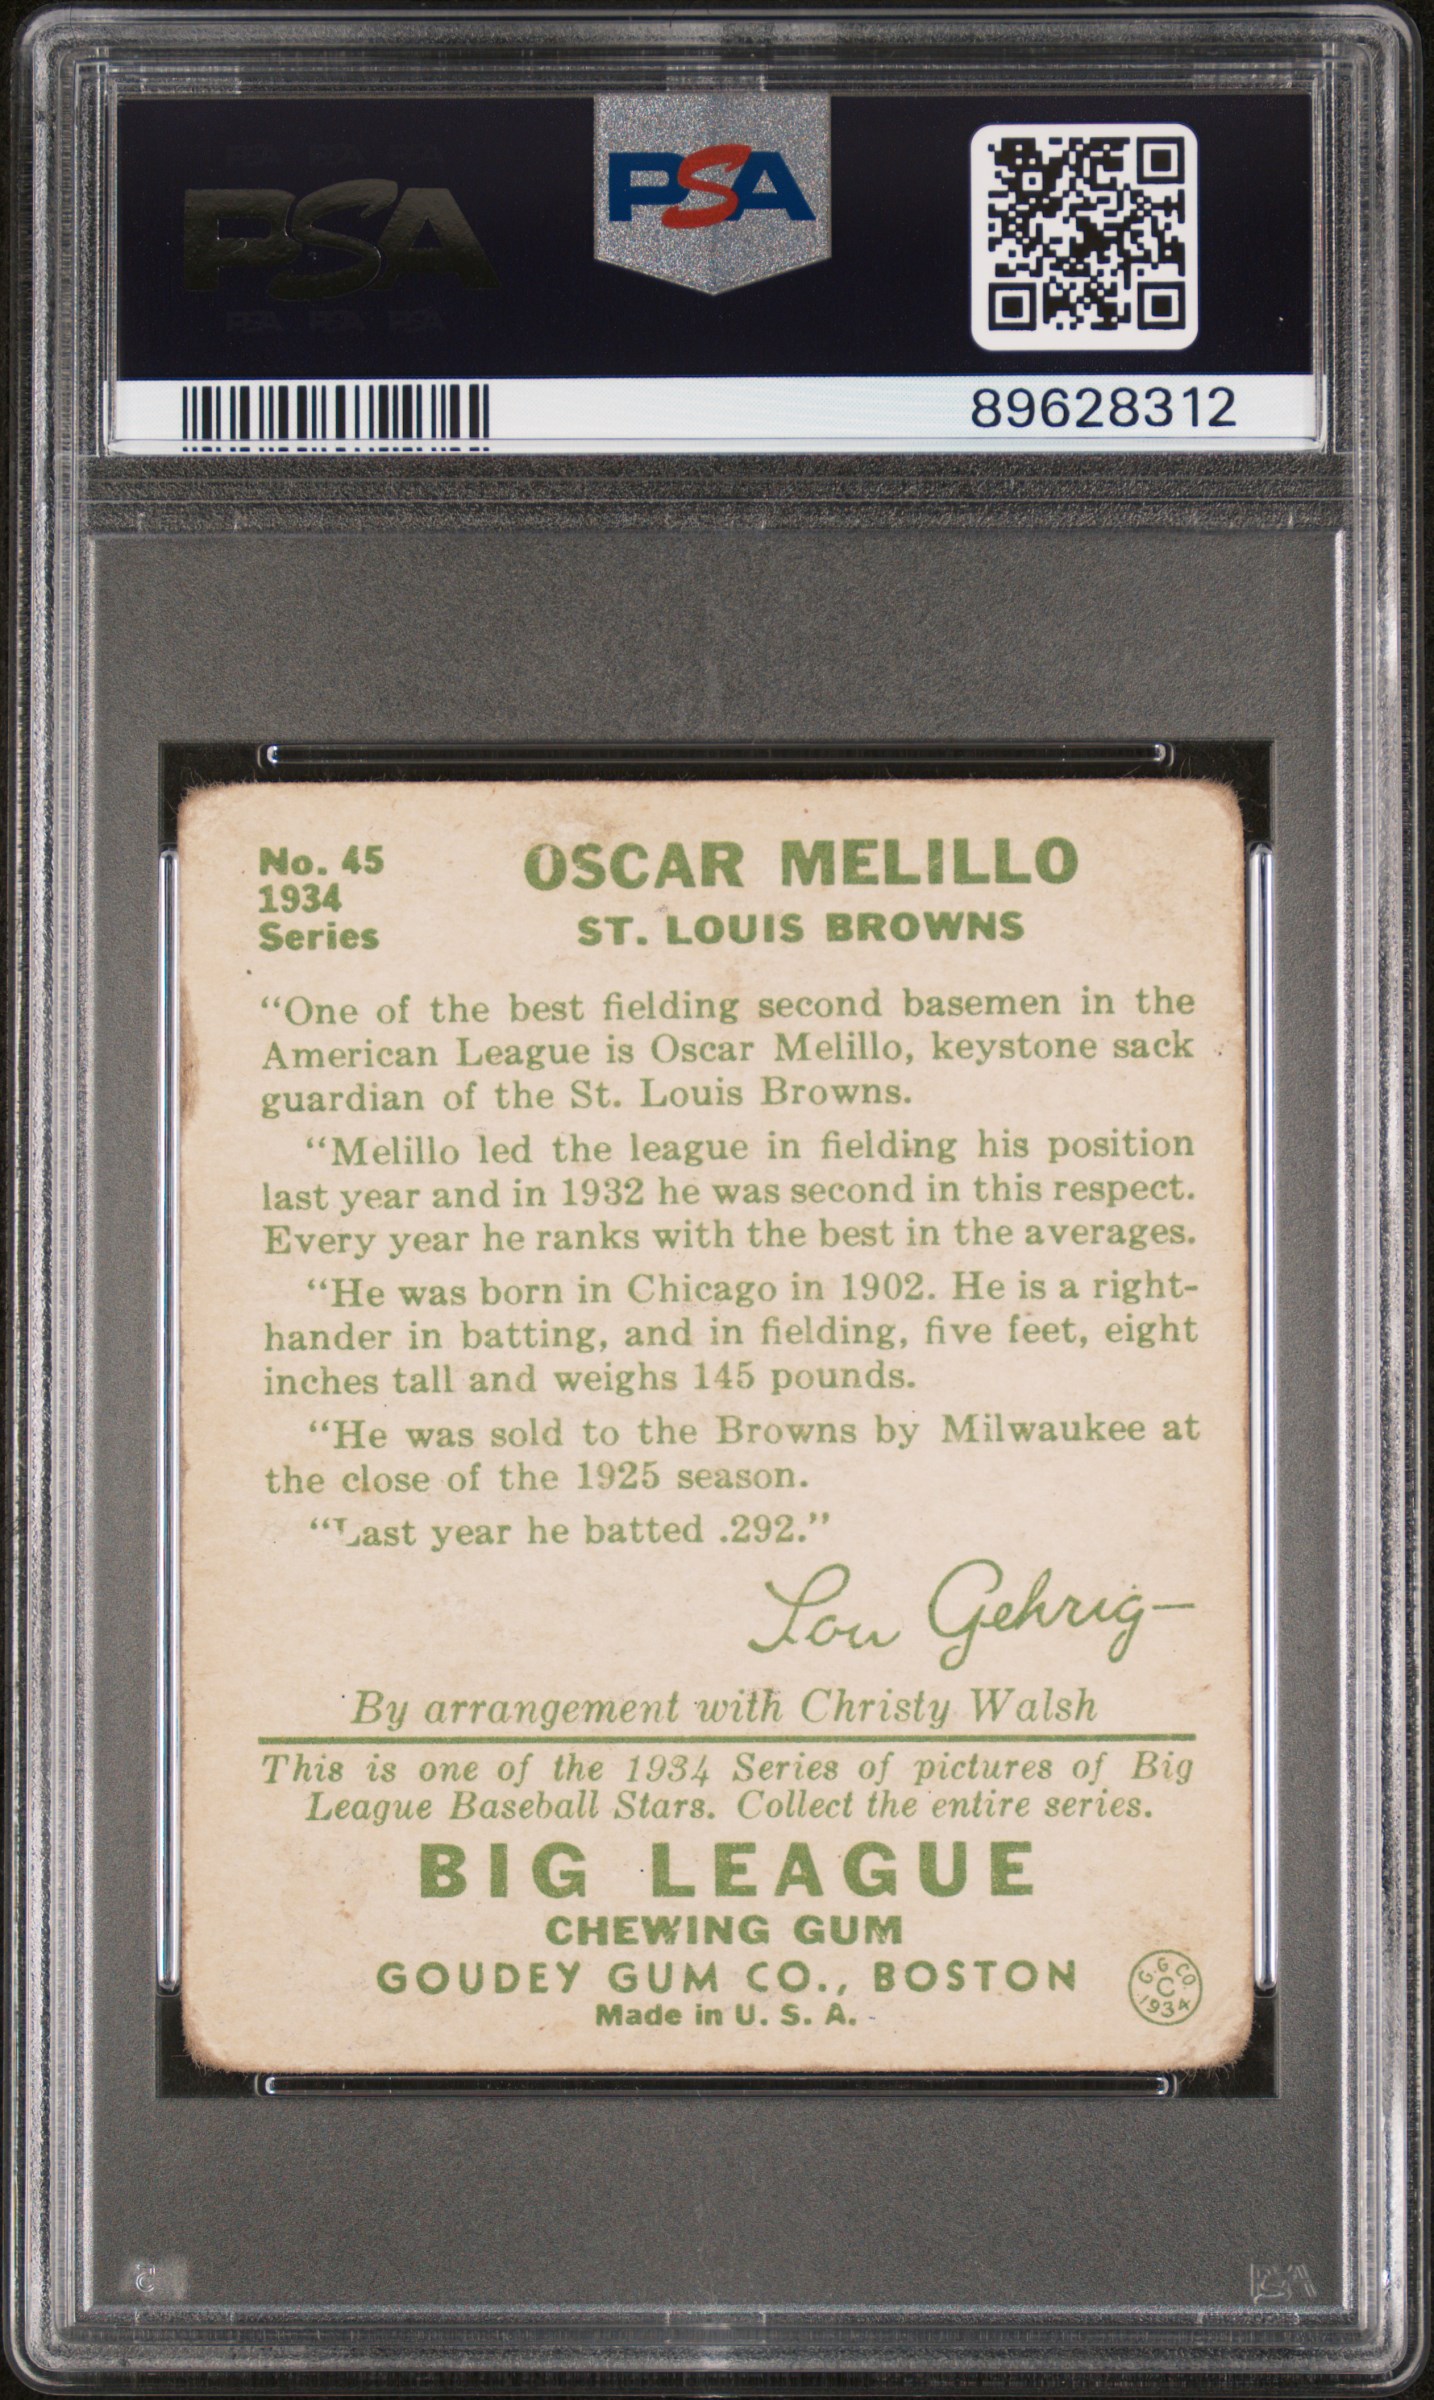 PSA
PSA
89628312
No. 45
1934
Series
OSCAR MELILLO
ST. LOUIS BROWNS
“One of the best fielding second basemen in the
American League is Oscar Melillo, keystone sack
guardian of the St. Louis Browns.
“Melillo led the league in fielding his position
last year and in 1932 he was second in this respect.
Every year he ranks with the best in the averages.
“He was born in Chicago in 1902. He is a right-
hander in batting, and in fielding, five feet, eight
inches tall and weighs 145 pounds.
“He was sold to the Browns by Milwaukee at
the close of the 1925 season.
“Last year he batted .292.”
Lou Gehrig
By arrangement with Christy Walsh
This is one of the 1934 Series of pictures of Big
League Baseball Stars. Collect the entire series.
BIG LEAGUE
CHEWING GUM
GOUDEY GUM CO., BOSTON
Made in U. S. A.
G. G. CO.
C
1934